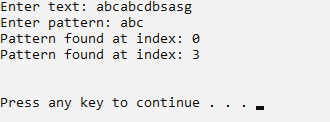 Enter text: abcabcdbsasg
Enter pattern: abc
Pattern found at index: 0
Pattern found at index: 3
Press any key to continue . . .